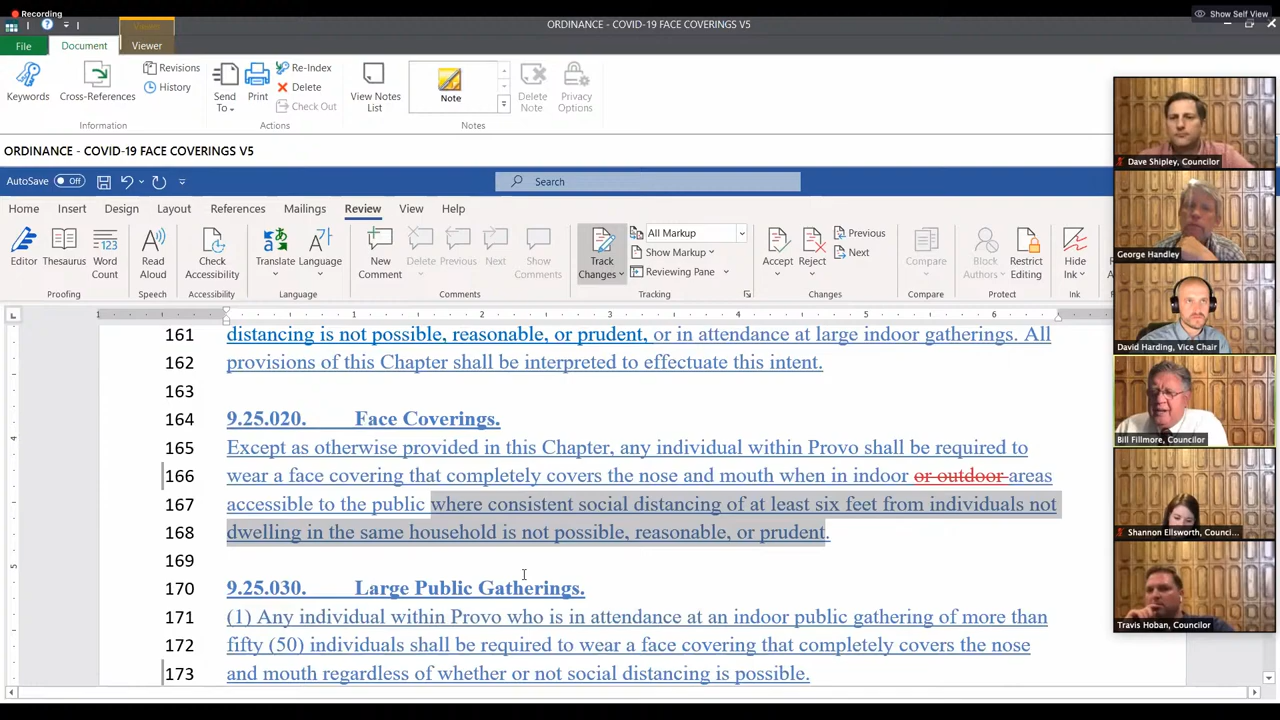 Recording
Show Self View
Viewer
ORDINANCE - COVID-19 FACE COVERINGS V5
File
Document
Viewer
Keywords
Cross-References
Revisions
History
Information
Send To
Print
Re-Index
Delete
Check Out
Actions
View Notes List
Note
Delete Note
Privacy Options
Notes
ORDINANCE - COVID-19 FACE COVERINGS V5
AutoSave Off
Search
Home Insert Design Layout References Mailings Review View Help
Editor
Thesaurus
Word Count
Proofing
Read Aloud
Speech
Check Accessibility
Accessibility
Translate
Language
Language
New Comment
Delete
Previous
Next
Show Comments
Comments
Track Changes
All Markup
Show Markup
Reviewing Pane
Tracking
Accept
Reject
Previous
Next
Changes
Compare
Compare
Block Authors
Restrict Editing
Protect
Hide Ink
Ink
1 1 2 3 4 5 6
161 distancing is not possible, reasonable, or prudent, or in attendance at large indoor gatherings. All
162 provisions of this Chapter shall be interpreted to effectuate this intent.
163
164 9.25.020. Face Coverings.
165 Except as otherwise provided in this Chapter, any individual within Provo shall be required to
166 wear a face covering that completely covers the nose and mouth when in indoor or outdoor areas
167 accessible to the public where consistent social distancing of at least six feet from individuals not
168 dwelling in the same household is not possible, reasonable, or prudent.
169
170 9.25.030. Large Public Gatherings.
171 (1) Any individual within Provo who is in attendance at an indoor public gathering of more than
172 fifty (50) individuals shall be required to wear a face covering that completely covers the nose
173 and mouth regardless of whether or not social distancing is possible.
4
5
Dave Shipley, Councilor
George Handley
David Harding, Vice Chair
Bill Fillmore, Councilor
Shannon Ellsworth, Counci...
Travis Hoban, Councilor